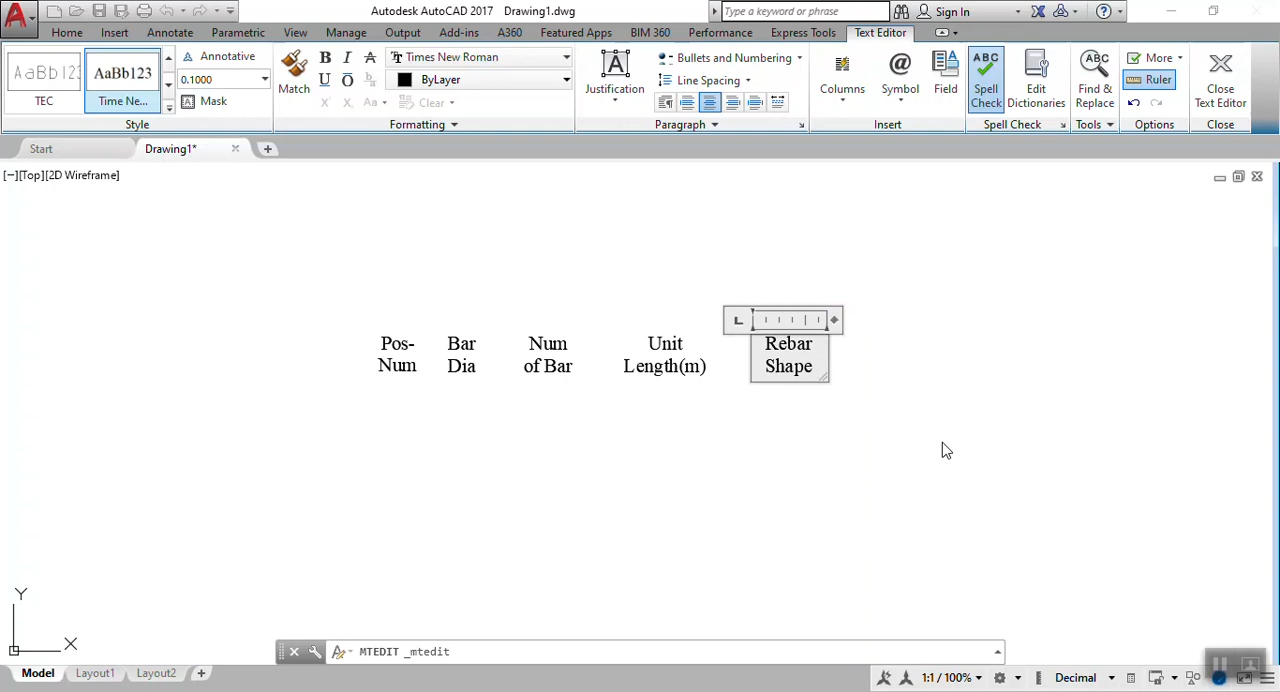 Autodesk AutoCAD 2017 Drawing1.dwg
Type a keyword or phrase
Sign In
Home Insert Annotate Parametric View Manage Output Add-ins A360 Featured Apps BIM 360 Performance Express Tools Text Editor
AaBb123
AaBb123
TEC
Time Ne...
Annotative
0.1000
Mask
Style
Match
Times New Roman
ByLayer
Clear
Formatting
Justification
Bullets and Numbering
Line Spacing
Paragraph
Columns
Symbol
Field
Insert
ABC
Spell
Check
Edit
Dictionaries
Spell Check
ABC
Find &
Replace
Tools
More
Ruler
Options
Close
Text Editor
Close
Start
Drawing1*
[−][Top][2D Wireframe]
Pos-
Num
Bar
Dia
Num
of Bar
Unit
Length(m)
Rebar
Shape
Y
X
MTEDIT _mtedit
Model
Layout1
Layout2
1:1 / 100%
Decimal